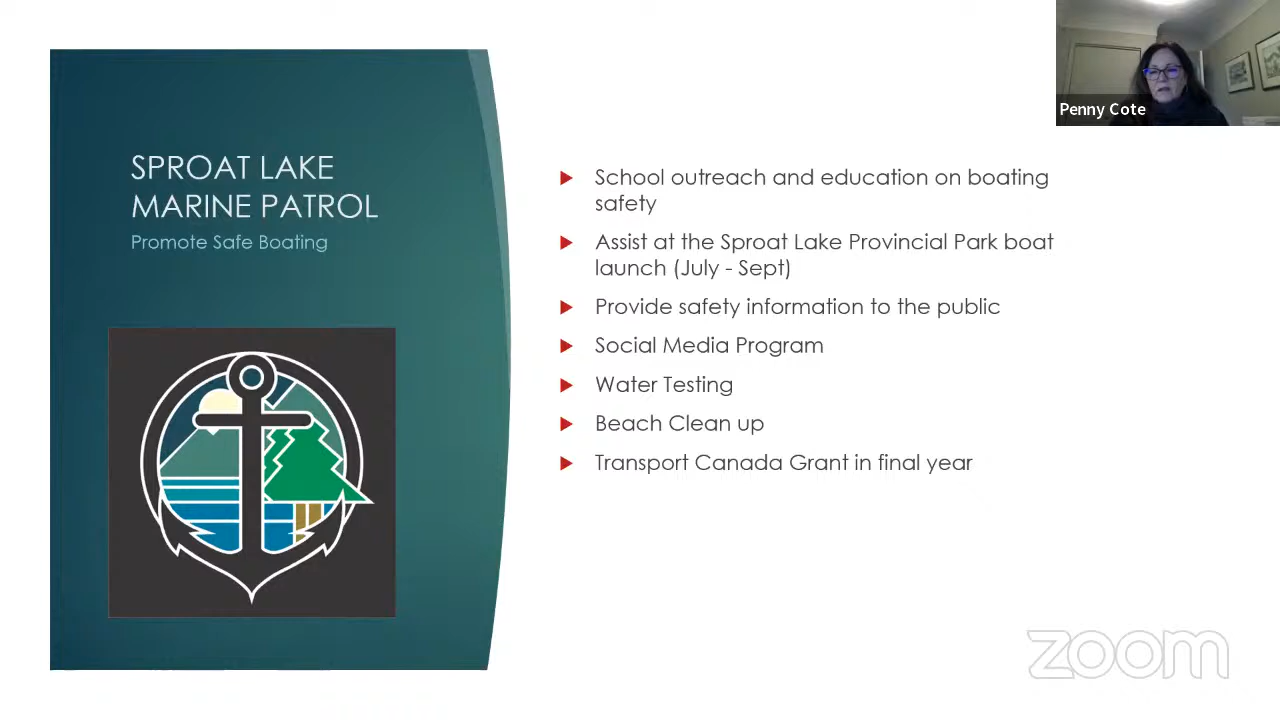 Penny Cote
SPROAT LAKE
MARINE PATROL
Promote Safe Boating
School outreach and education on boating
safety
Assist at the Sproat Lake Provincial Park boat
launch (July - Sept)
Provide safety information to the public
Social Media Program
Water Testing
Beach Clean up
Transport Canada Grant in final year
zoom